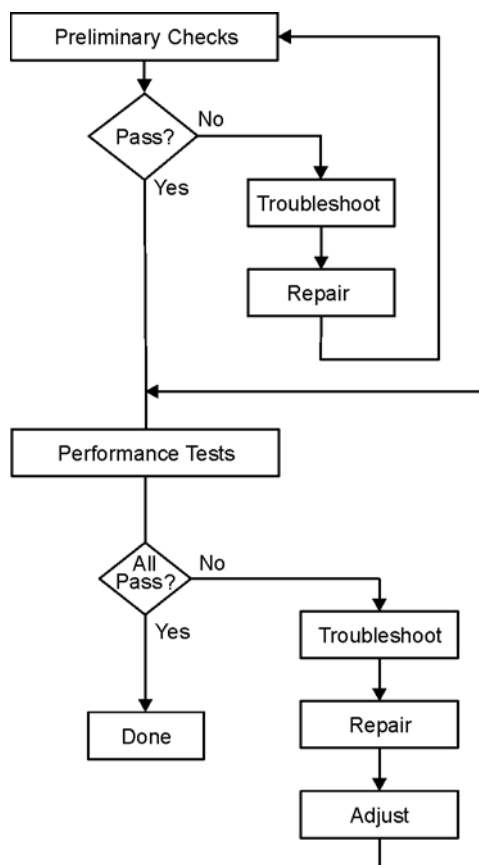 Preliminary Checks
Pass?
No
Yes
Troubleshoot
Repair
Performance Tests
All
Pass?
No
Yes
Troubleshoot
Done
Repair
Adjust